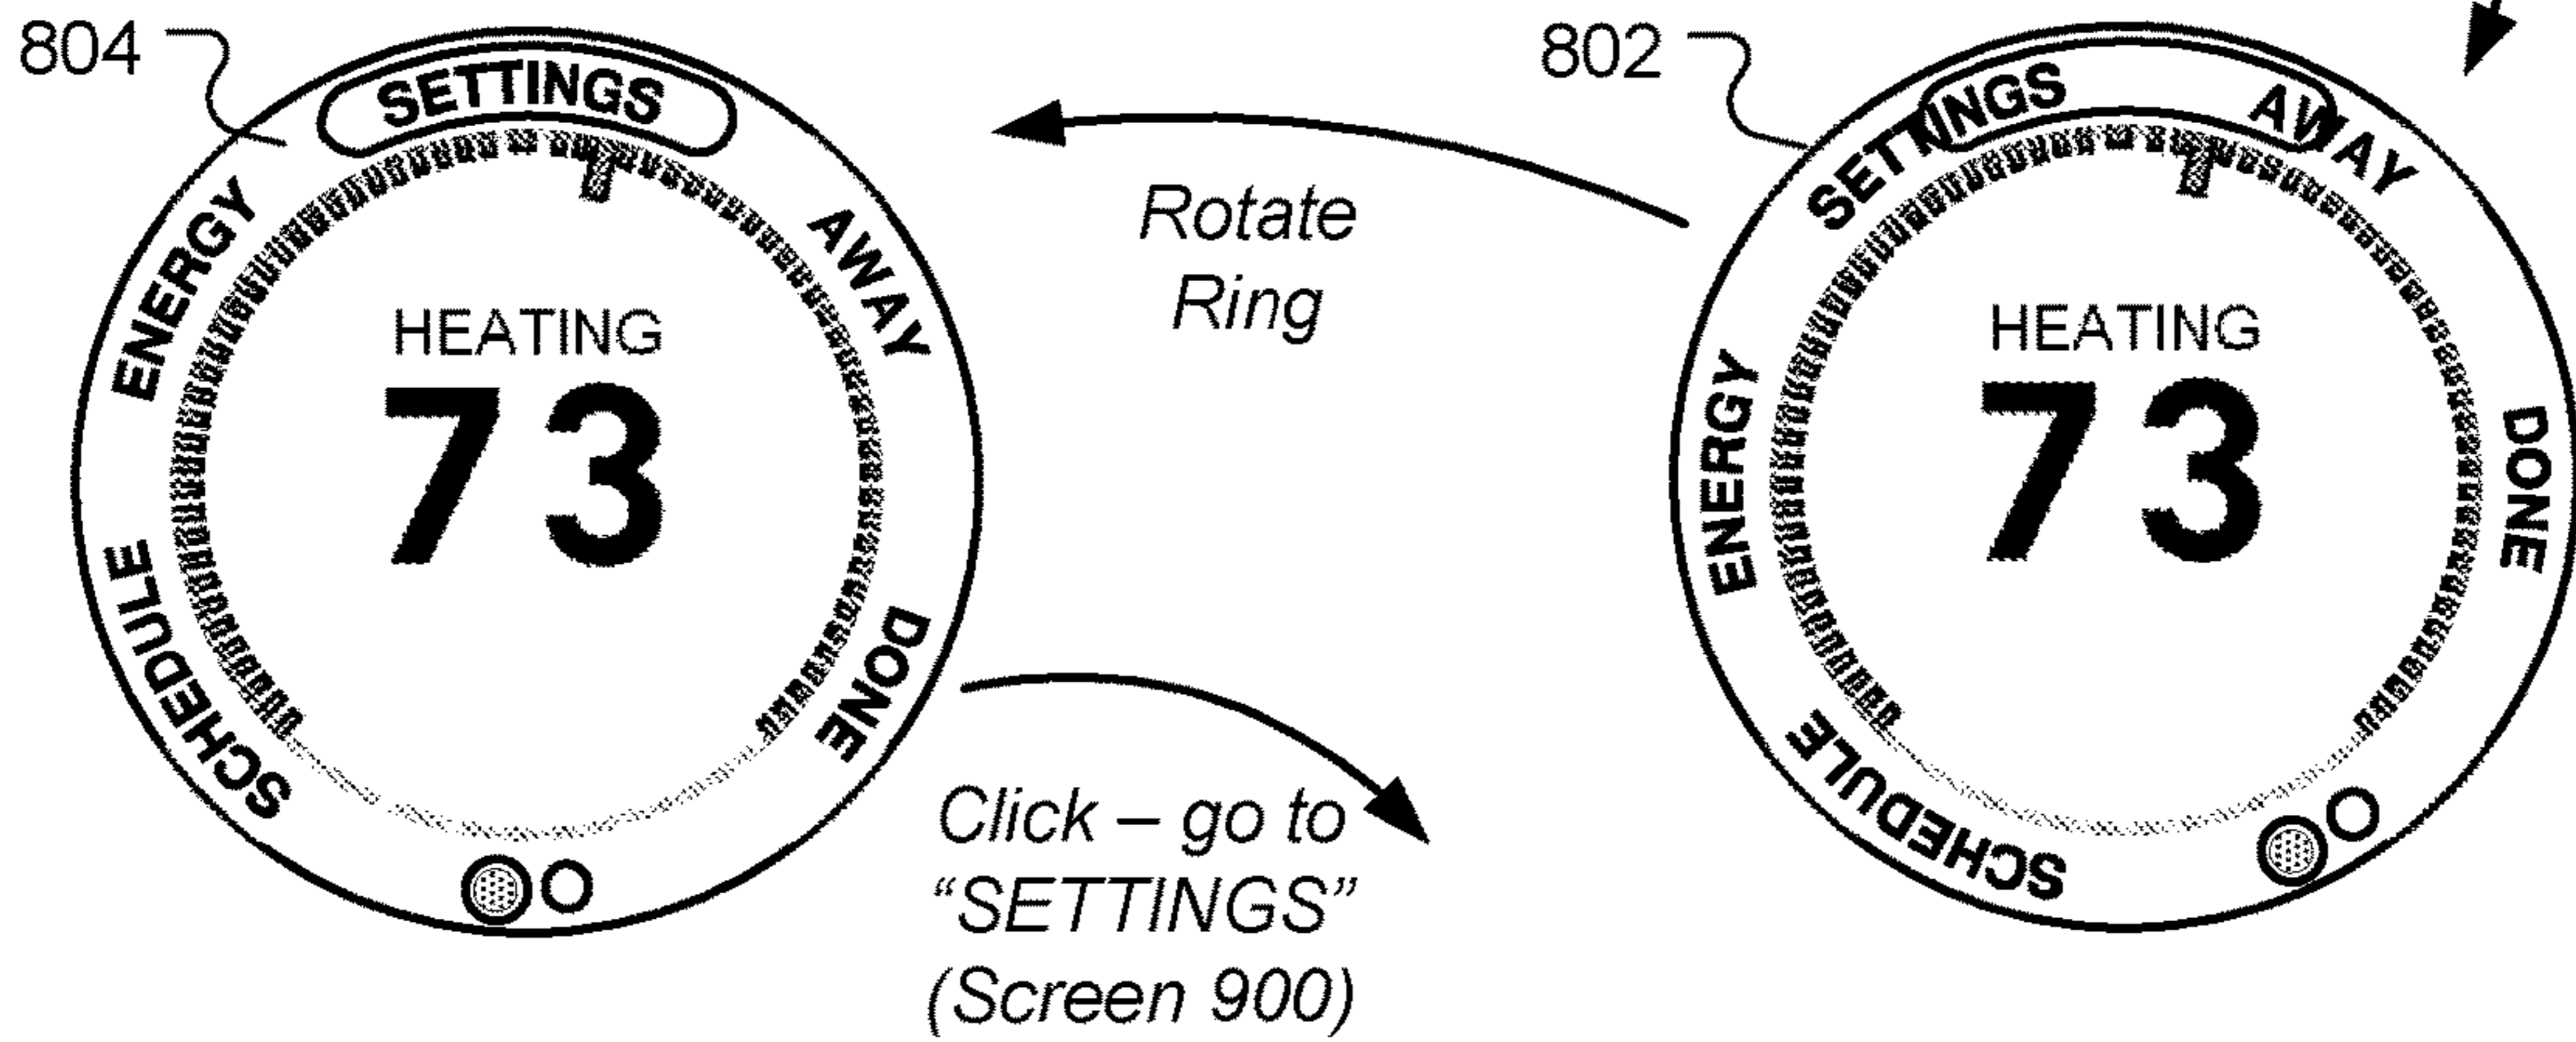 804
SETTINGS
ENERGY
AWAY
HEATING
73
SCHEDULE
DONE
Rotate
Ring
Click – go to
“SETTINGS”
(Screen 900)
802
SETTINGS
AWAY
HEATING
73
ENERGY
DONE
SCHEDULE